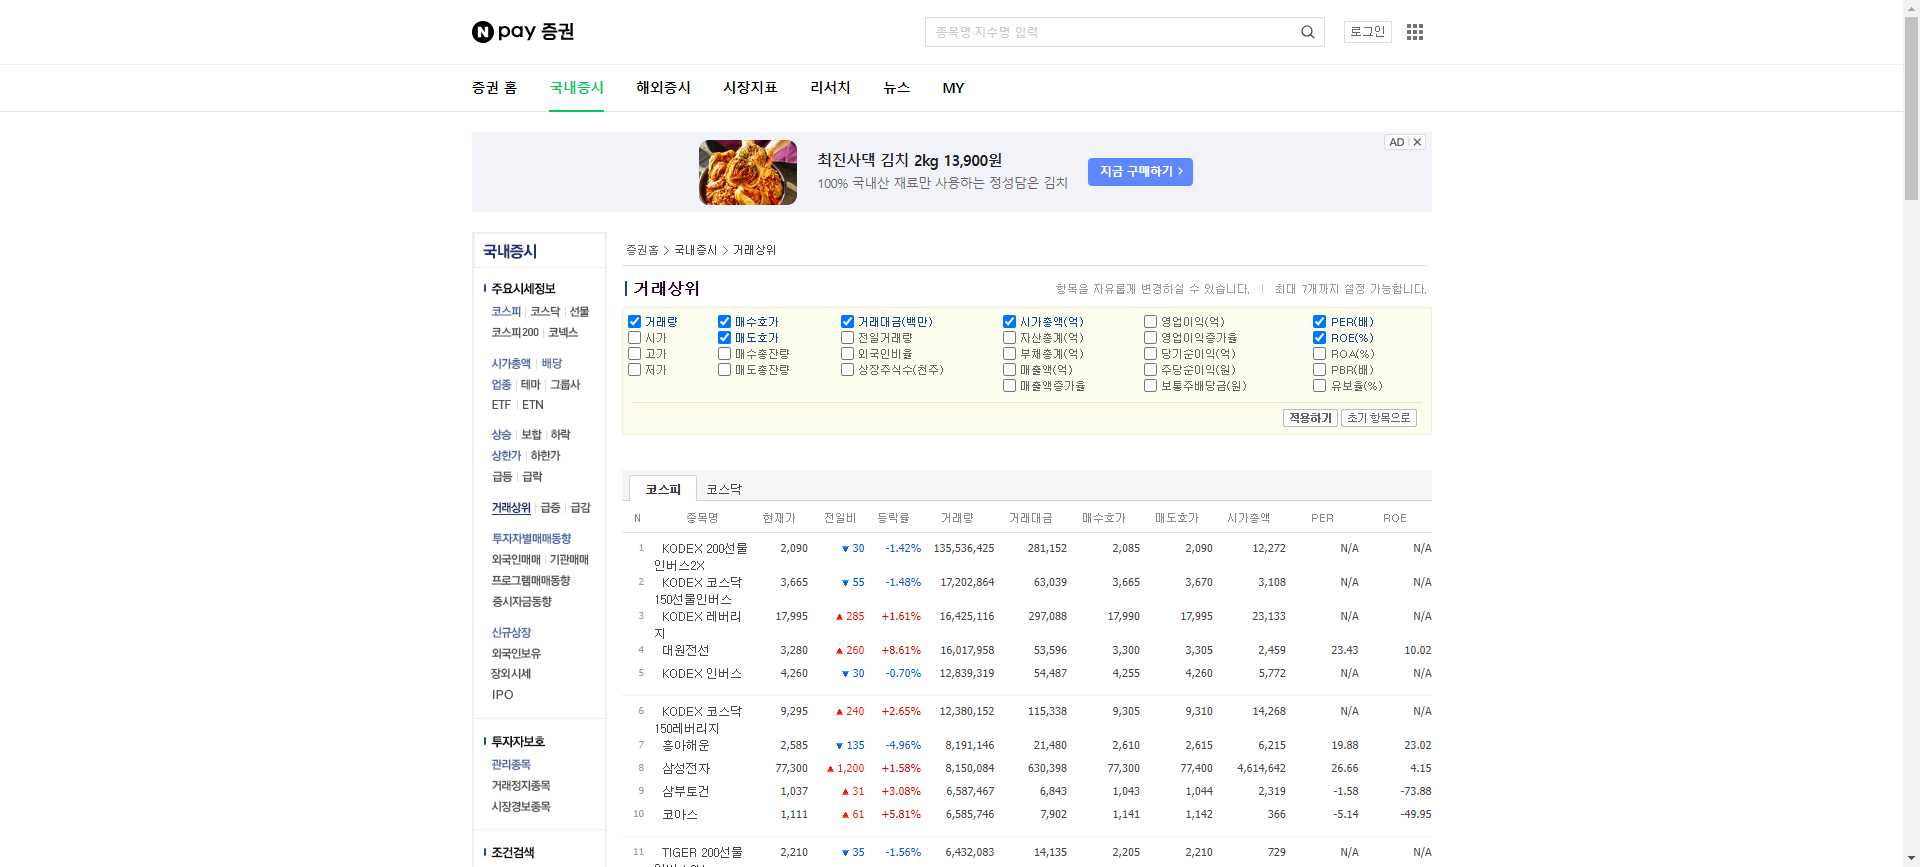 N pay 증권
종목명·지수명 입력
로그인
증권 홈 국내증시 해외증시 시장지표 리서치 뉴스 MY
AD
최진사댁 김치 2kg 13,900원
100% 국내산 재료만 사용하는 정성담은 김치
지금 구매하기
국내증시
주요시세정보
코스피 코스닥 선물
코스피200 코넥스
시가총액 배당
업종 테마 그룹사
ETF ETN
상승 보합 하락
상한가 하한가
급등 급락
거래상위 급증 급감
투자자별매매동향
외국인매매 기관매매
프로그램매매동향
증시자금동향
신규상장
외국인보유
장외시세
IPO
투자자보호
관리종목
거래정지종목
시장경보종목
조건검색
증권홈 > 국내증시 > 거래상위
거래상위
항목을 자유롭게 변경하실 수 있습니다. 최대 7개까지 설정 가능합니다.
거래량 매수호가 거래대금(백만) 시가총액(억) 영업이익(억) PER(배)
시가 매도호가 전일거래량 자산총계(억) 영업이익증가율 ROE(%)
고가 매수총잔량 외국인비율 부채총계(억) 당기순이익(억) ROA(%)
저가 매도총잔량 상장주식수(천주) 매출액(억) 주당순이익(원) PBR(배)
매출액증가율 보통주배당금(원) 유보율(%)
적용하기 초기 항목으로
코스피 코스닥
N 종목명 현재가 전일비 등락률 거래량 거래대금 매수호가 매도호가 시가총액 PER ROE
1 KODEX 200선물인버스2X 2,090 ▼ 30 -1.42% 135,536,425 281,152 2,085 2,090 12,272 N/A N/A
2 KODEX 코스닥150선물인버스 3,665 ▼ 55 -1.48% 17,202,864 63,039 3,665 3,670 3,108 N/A N/A
3 KODEX 레버리지 17,995 ▲ 285 +1.61% 16,425,116 297,088 17,990 17,995 23,133 N/A N/A
4 대원전선 3,280 ▲ 260 +8.61% 16,017,958 53,596 3,300 3,305 2,459 23.43 10.02
5 KODEX 인버스 4,260 ▼ 30 -0.70% 12,839,319 54,487 4,255 4,260 5,772 N/A N/A
6 KODEX 코스닥150레버리지 9,295 ▲ 240 +2.65% 12,380,152 115,338 9,305 9,310 14,268 N/A N/A
7 흥아해운 2,585 ▼ 135 -4.96% 8,191,146 21,480 2,610 2,615 6,215 19.88 23.02
8 삼성전자 77,300 ▲ 1,200 +1.58% 8,150,084 630,398 77,300 77,400 4,614,642 26.66 4.15
9 삼부토건 1,037 ▲ 31 +3.08% 6,587,467 6,843 1,043 1,044 2,319 -1.58 -73.88
10 코아스 1,111 ▲ 61 +5.81% 6,585,746 7,902 1,141 1,142 366 -5.14 -49.95
11 TIGER 200선물 2,210 ▼ 35 -1.56% 6,432,083 14,135 2,205 2,210 729 N/A N/A